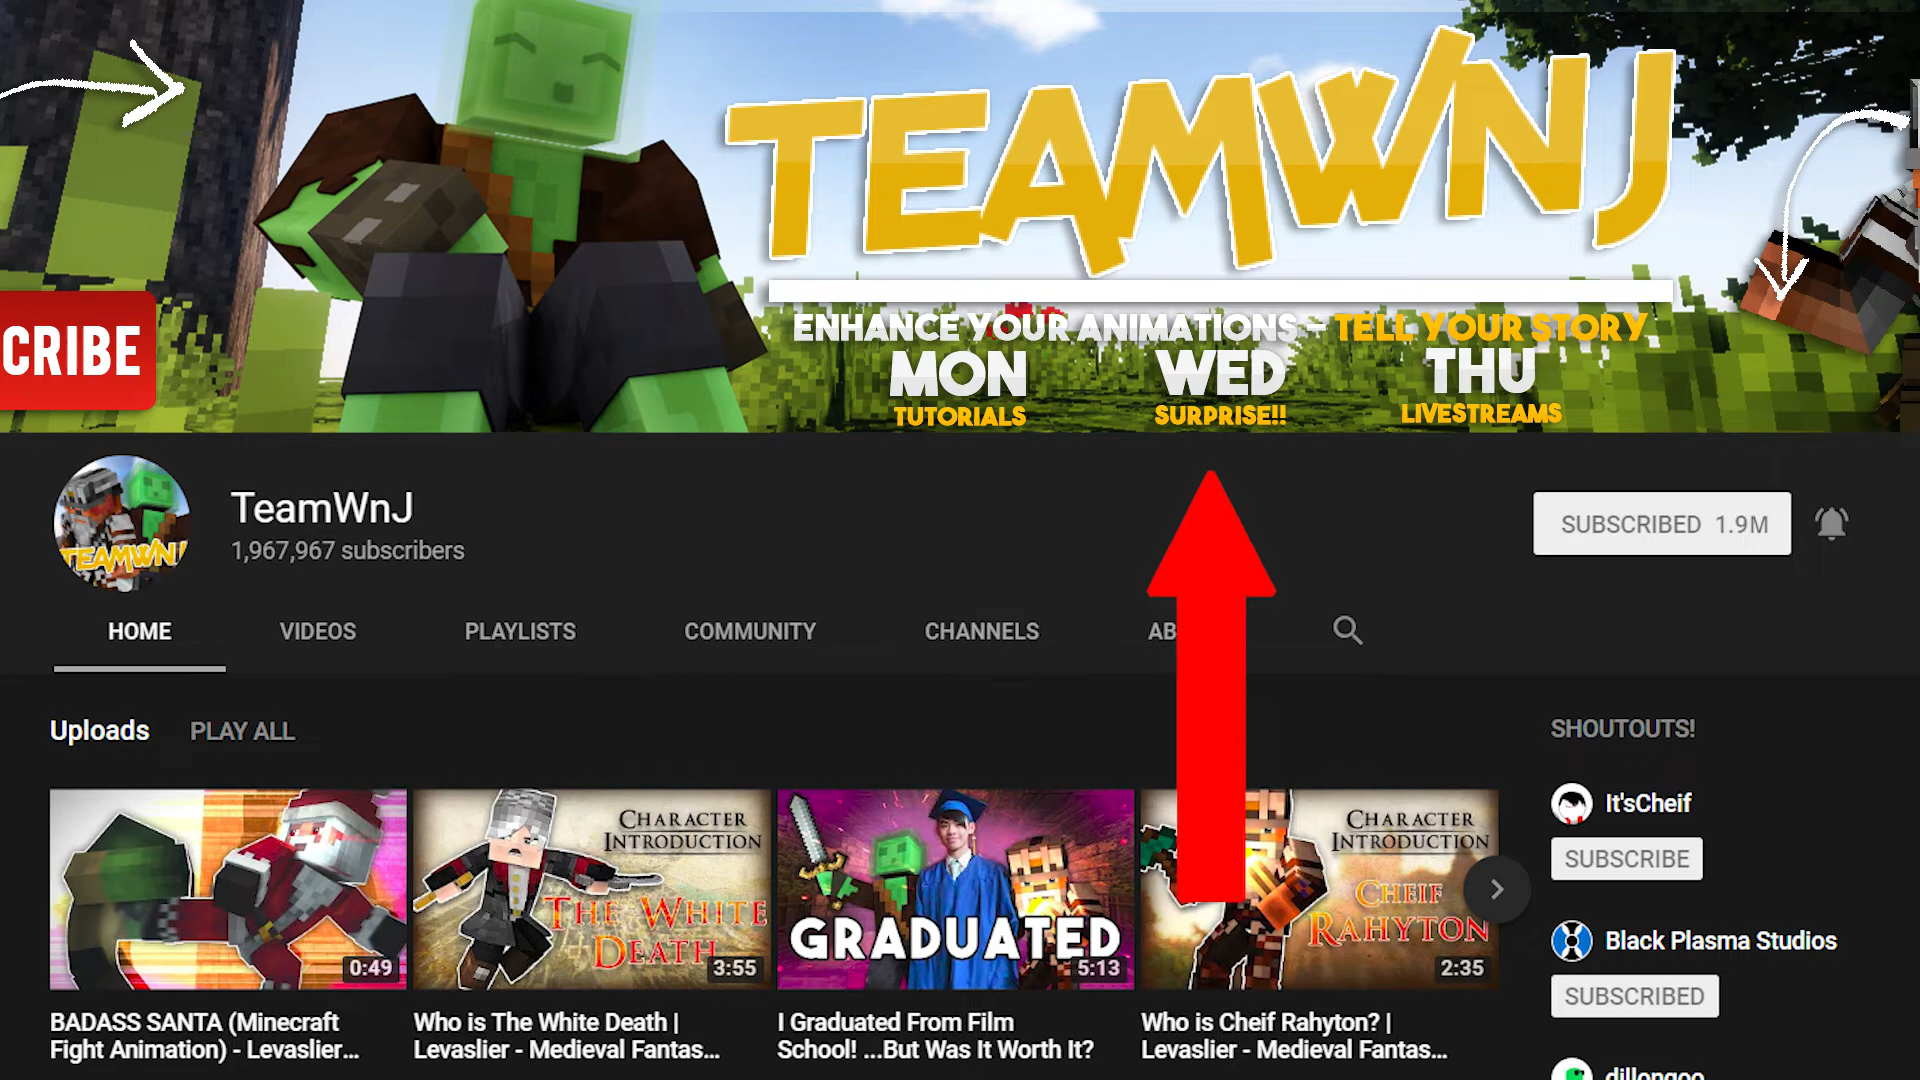 TEAMWNJ
ENHANCE YOUR ANIMATIONS - TELL YOUR STORY
MON WED THU
TUTORIALS SURPRISE!! LIVESTREAMS
CRIBE
TEAMWNJ
TeamWnJ
1,967,967 subscribers
SUBSCRIBED 1.9M
HOME VIDEOS PLAYLISTS COMMUNITY CHANNELS AB
Uploads PLAY ALL
SHOUTOUTS!
CHARACTER
INTRODUCTION
THE WHITE
DEATH
GRADUATED
CHARACTER
INTRODUCTION
CHEIF
RAHYTON
0:49
3:55
5:13
2:35
BADASS SANTA (Minecraft
Fight Animation) - Levaslier...
Who is The White Death |
Levaslier - Medieval Fantas...
I Graduated From Film
School! ...But Was It Worth It?
Who is Cheif Rahyton? |
Levaslier - Medieval Fantas...
It'sCheif
SUBSCRIBE
Black Plasma Studios
SUBSCRIBED
dillongoo